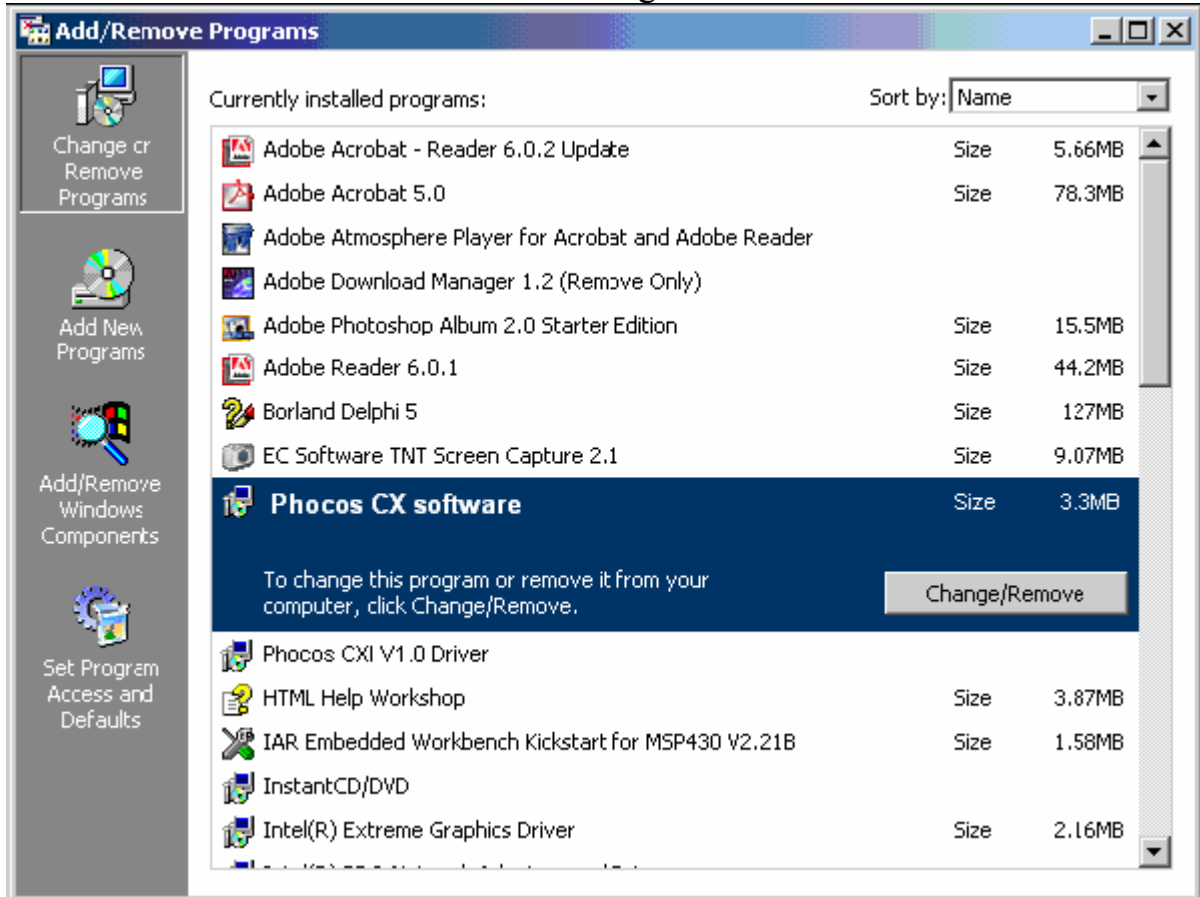 Add/Remove Programs
Change or
Remove
Programs
Add New
Programs
Add/Remove
Windows
Components
Set Program
Access and
Defaults
Currently installed programs: Sort by: Name
Adobe Acrobat - Reader 6.0.2 Update Size 5.66MB
Adobe Acrobat 5.0 Size 78.3MB
Adobe Atmosphere Player for Acrobat and Adobe Reader
Adobe Download Manager 1.2 (Remove Only)
Adobe Photoshop Album 2.0 Starter Edition Size 15.5MB
Adobe Reader 6.0.1 Size 44.2MB
Borland Delphi 5 Size 127MB
EC Software TNT Screen Capture 2.1 Size 9.07MB
Phocos CX software Size 3.3MB
To change this program or remove it from your
computer, click Change/Remove. Change/Remove
Phocos CXI V1.0 Driver
HTML Help Workshop Size 3.87MB
IAR Embedded Workbench Kickstart for MSP430 V2.21B Size 1.58MB
InstantCD/DVD
Intel(R) Extreme Graphics Driver Size 2.16MB